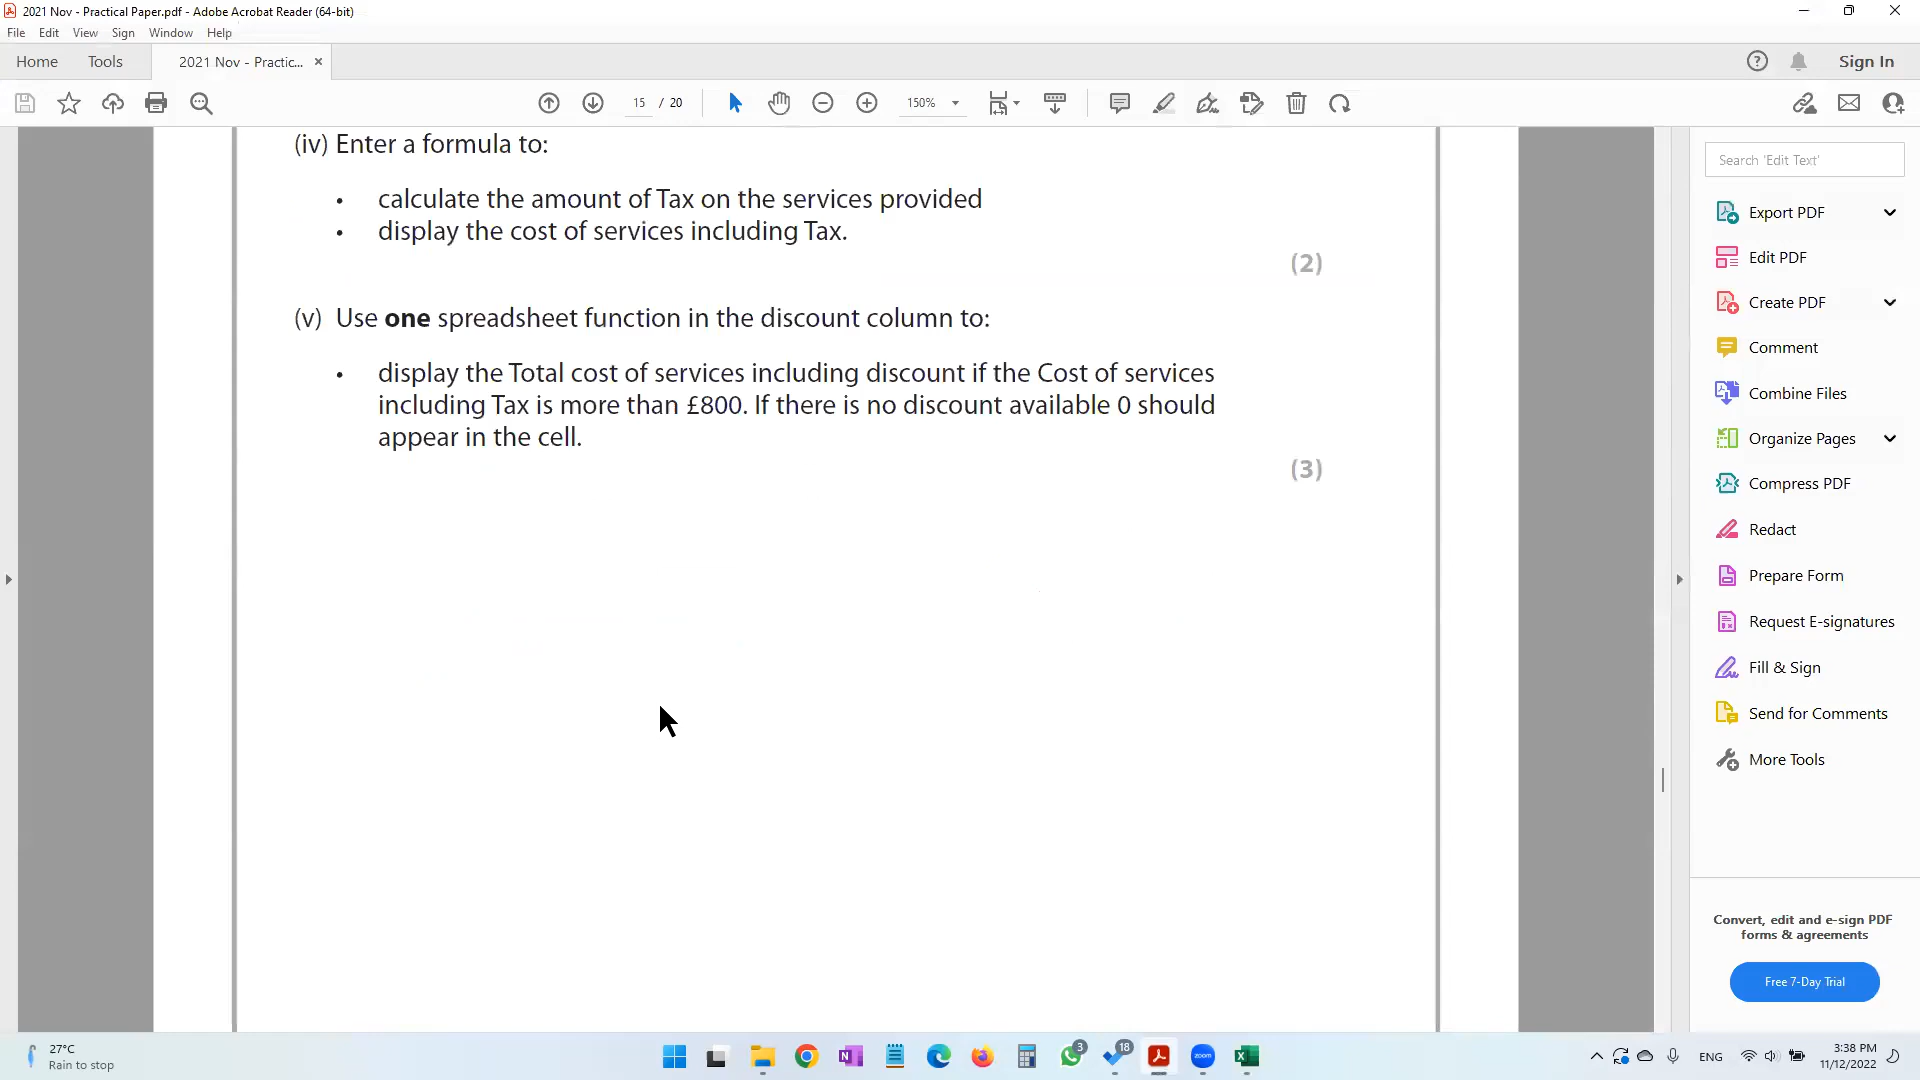 2021 Nov - Practical Paper.pdf - Adobe Acrobat Reader (64-bit)
File Edit View Sign Window Help
Home Tools 2021 Nov - Practic... × Sign In
15 / 20 150%
(iv) Enter a formula to:
• calculate the amount of Tax on the services provided
• display the cost of services including Tax.
(2)
(v) Use one spreadsheet function in the discount column to:
• display the Total cost of services including discount if the Cost of services
including Tax is more than £800. If there is no discount available 0 should
appear in the cell.
(3)
Search 'Edit Text'
Export PDF
Edit PDF
Create PDF
Comment
Combine Files
Organize Pages
Compress PDF
Redact
Prepare Form
Request E-signatures
Fill & Sign
Send for Comments
More Tools
Convert, edit and e-sign PDF
forms & agreements
Free 7-Day Trial
27°C
Rain to stop
3
18
zoom
ENG
3:38 PM
11/12/2022